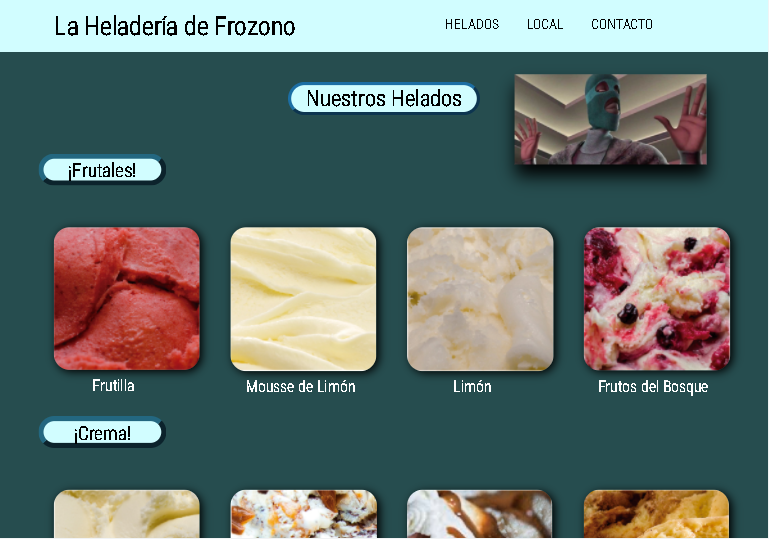 La Heladería de Frozono
HELADOS LOCAL CONTACTO
Nuestros Helados
¡Frutales!
Frutilla Mousse de Limón Limón Frutos del Bosque
¡Crema!